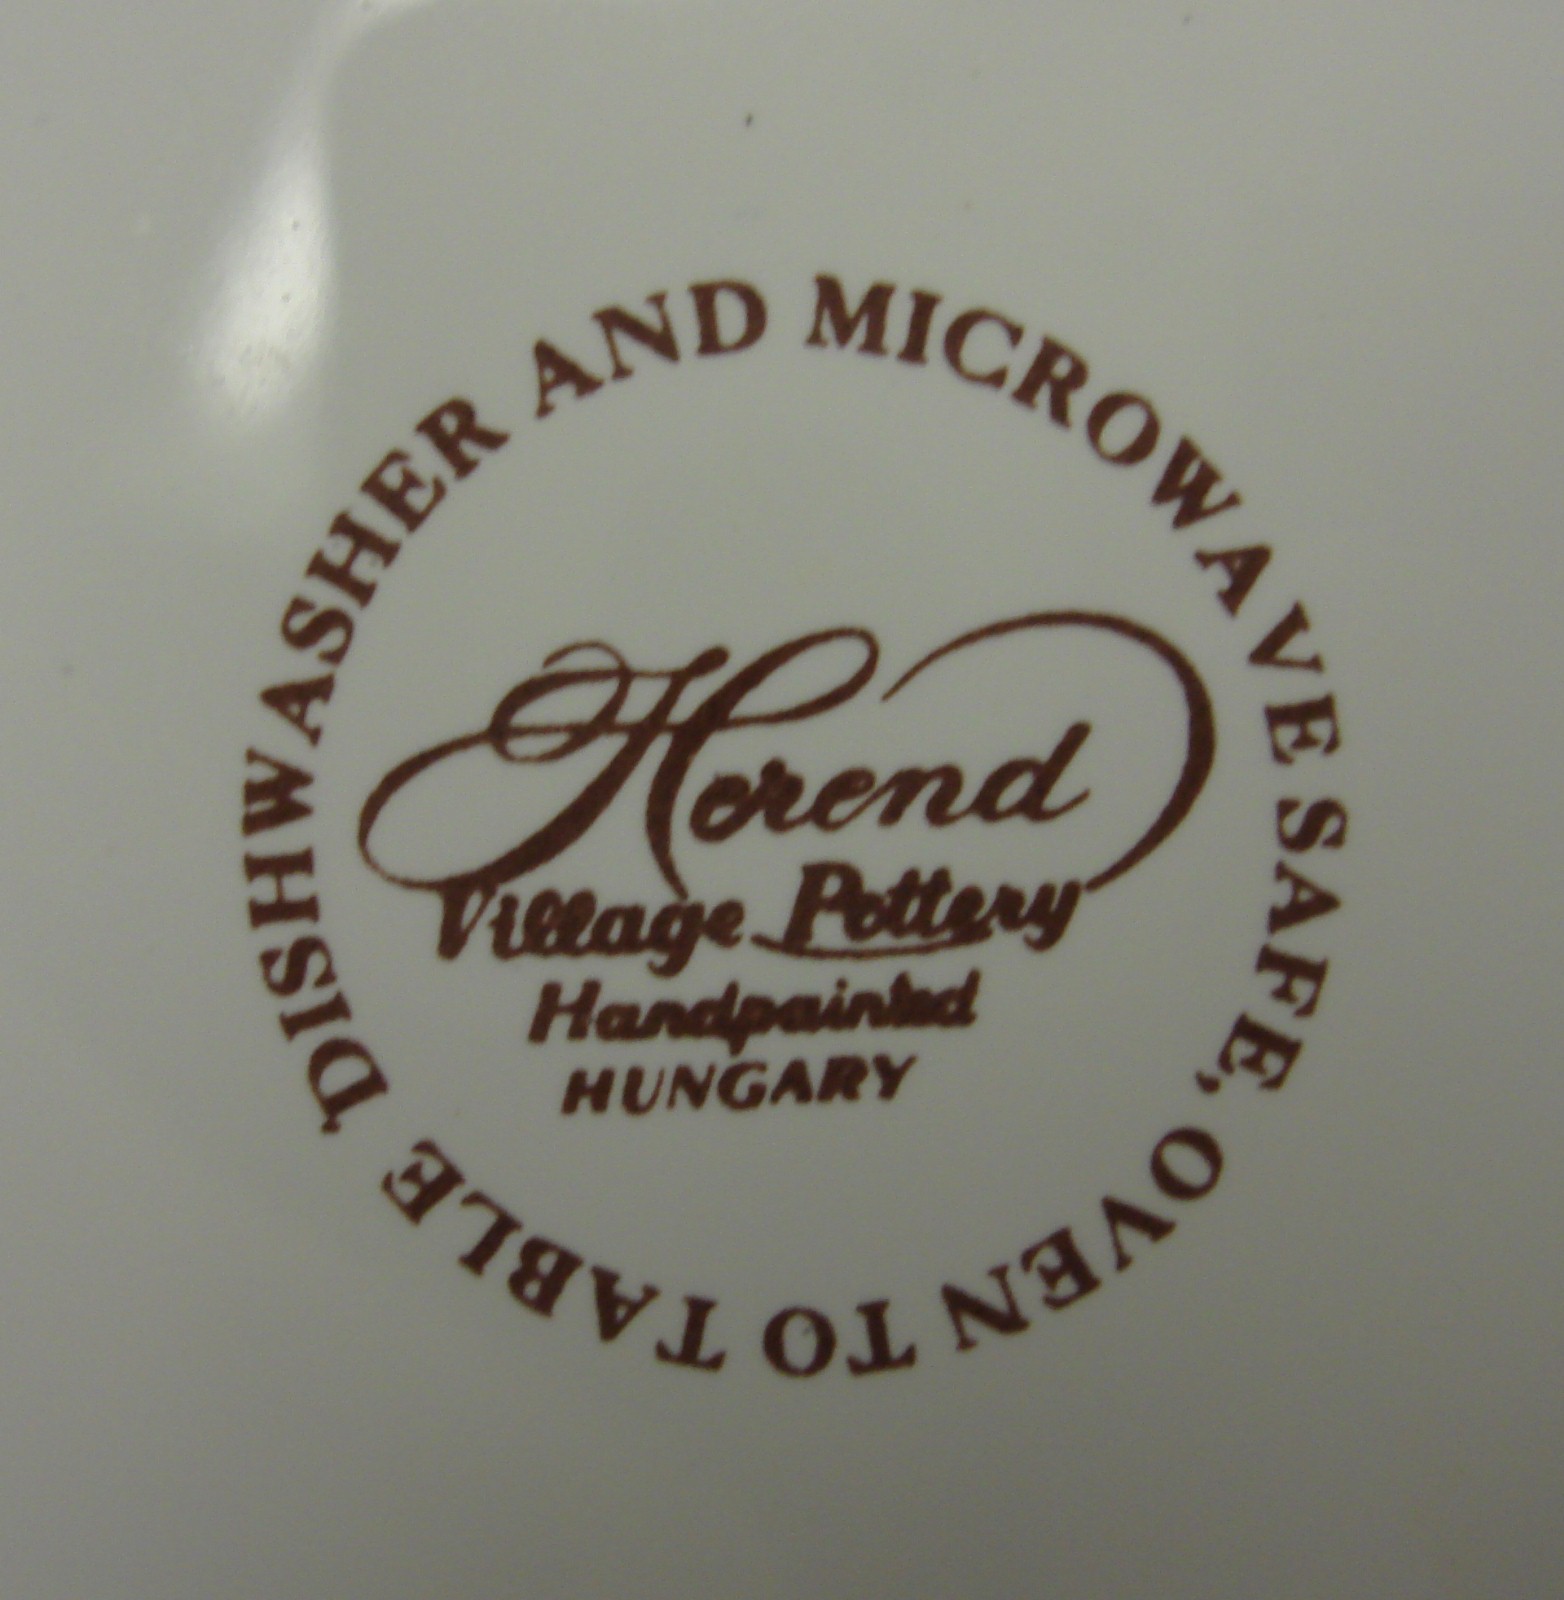 DISHWASHER AND MICROWAVE SAFE, OVEN TO TABLE
Herend
Village Pottery
Handpainted
HUNGARY